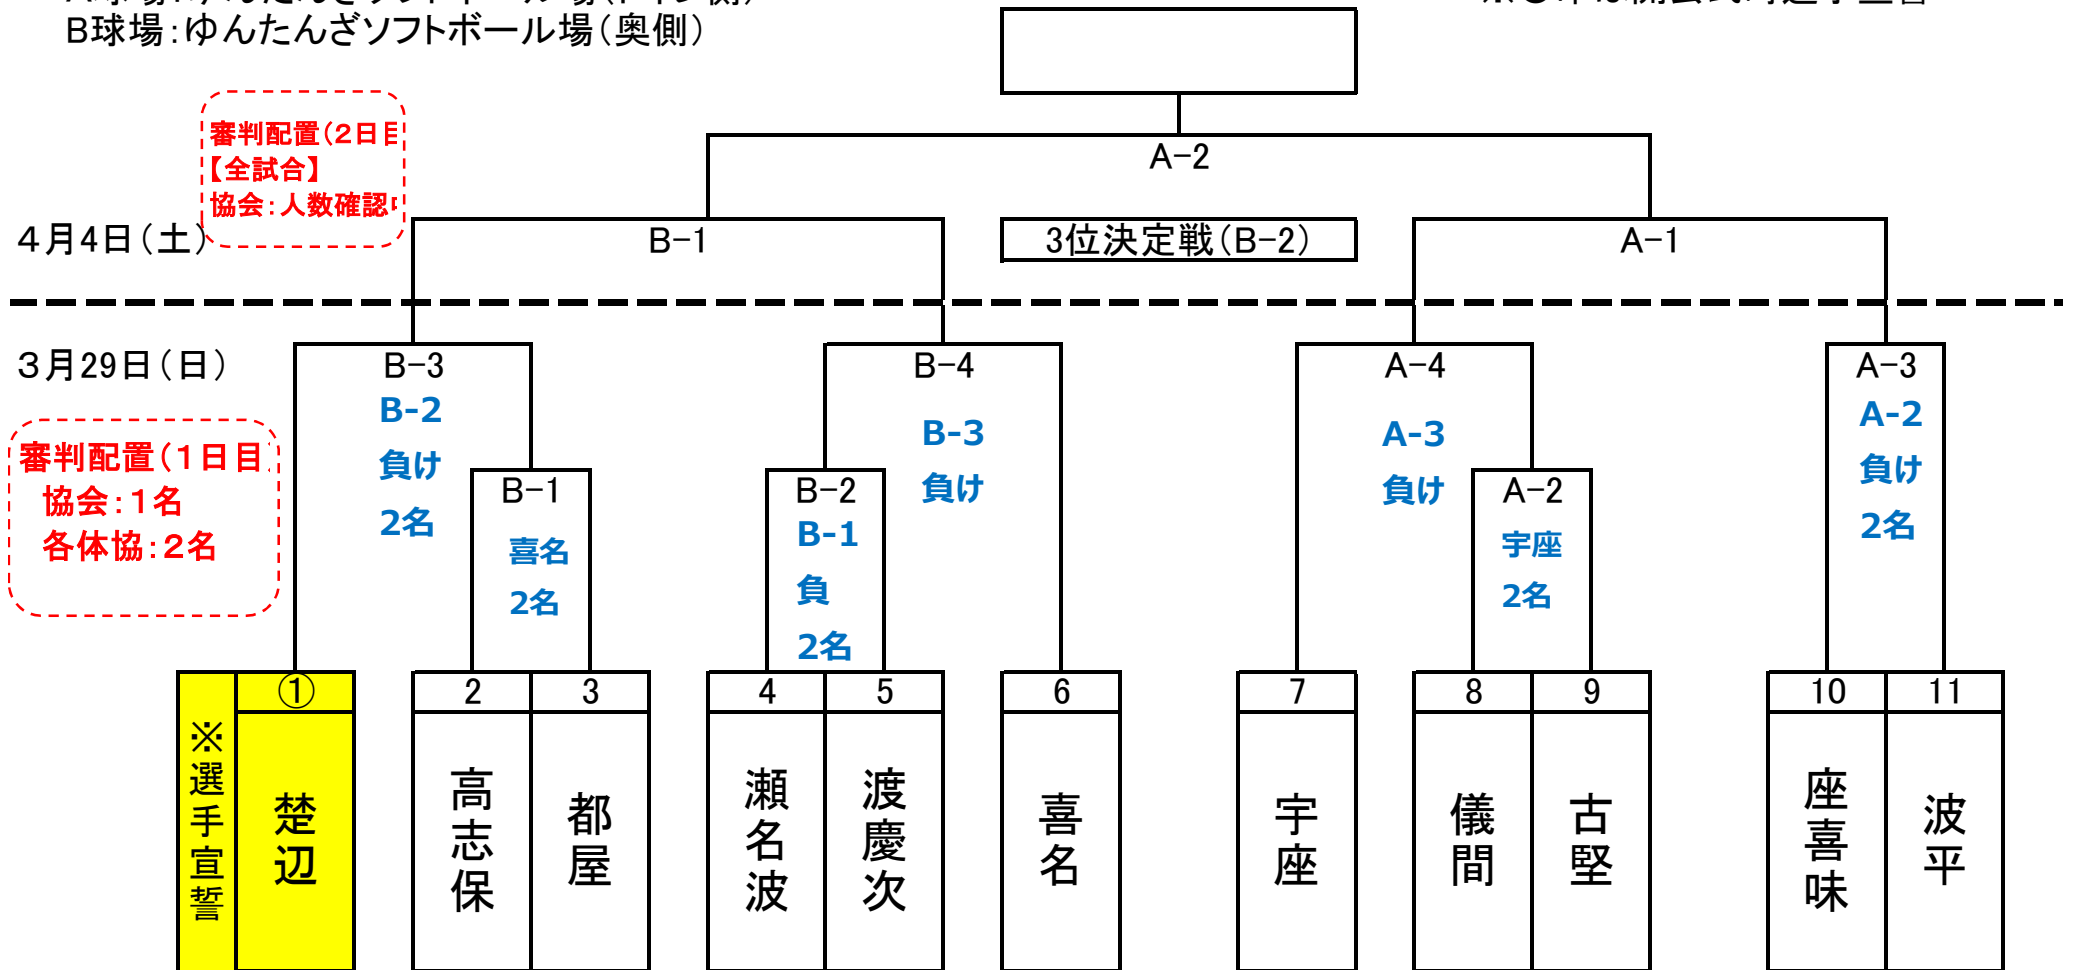 B球場：ゆんたんざソフトボール場（奥側）
審判配置（2日目
【全試合】
協会：人数確認
A-2
4月4日（土）
B-1
3位決定戦（B-2）
A-1
3月29日（日）
B-3
B-2
負け
2名
B-4
B-3
負け
A-4
A-3
負け
A-3
A-2
負け
2名
審判配置（1日目
協会：1名
各体協：2名
B-1
喜名
2名
B-2
B-1
負
2名
A-2
宇座
2名
※選手宣誓
①
楚辺
2
高志保
3
都屋
4
瀬名波
5
渡慶次
6
喜名
7
宇座
8
儀間
9
古堅
10
座喜味
11
波平